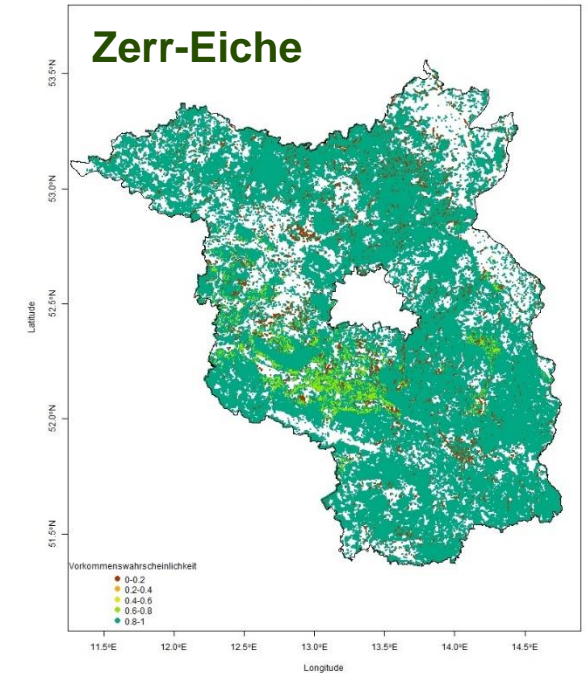 Zerr-Eiche
53.5°N
53.0°N
52.5°N
52.0°N
51.5°N
Latitude
Vorkommenswahrscheinlichkeit
0-0.2
0.2-0.4
0.4-0.6
0.6-0.8
0.8-1
11.5°E 12.0°E 12.5°E 13.0°E 13.5°E 14.0°E 14.5°E
Longitude